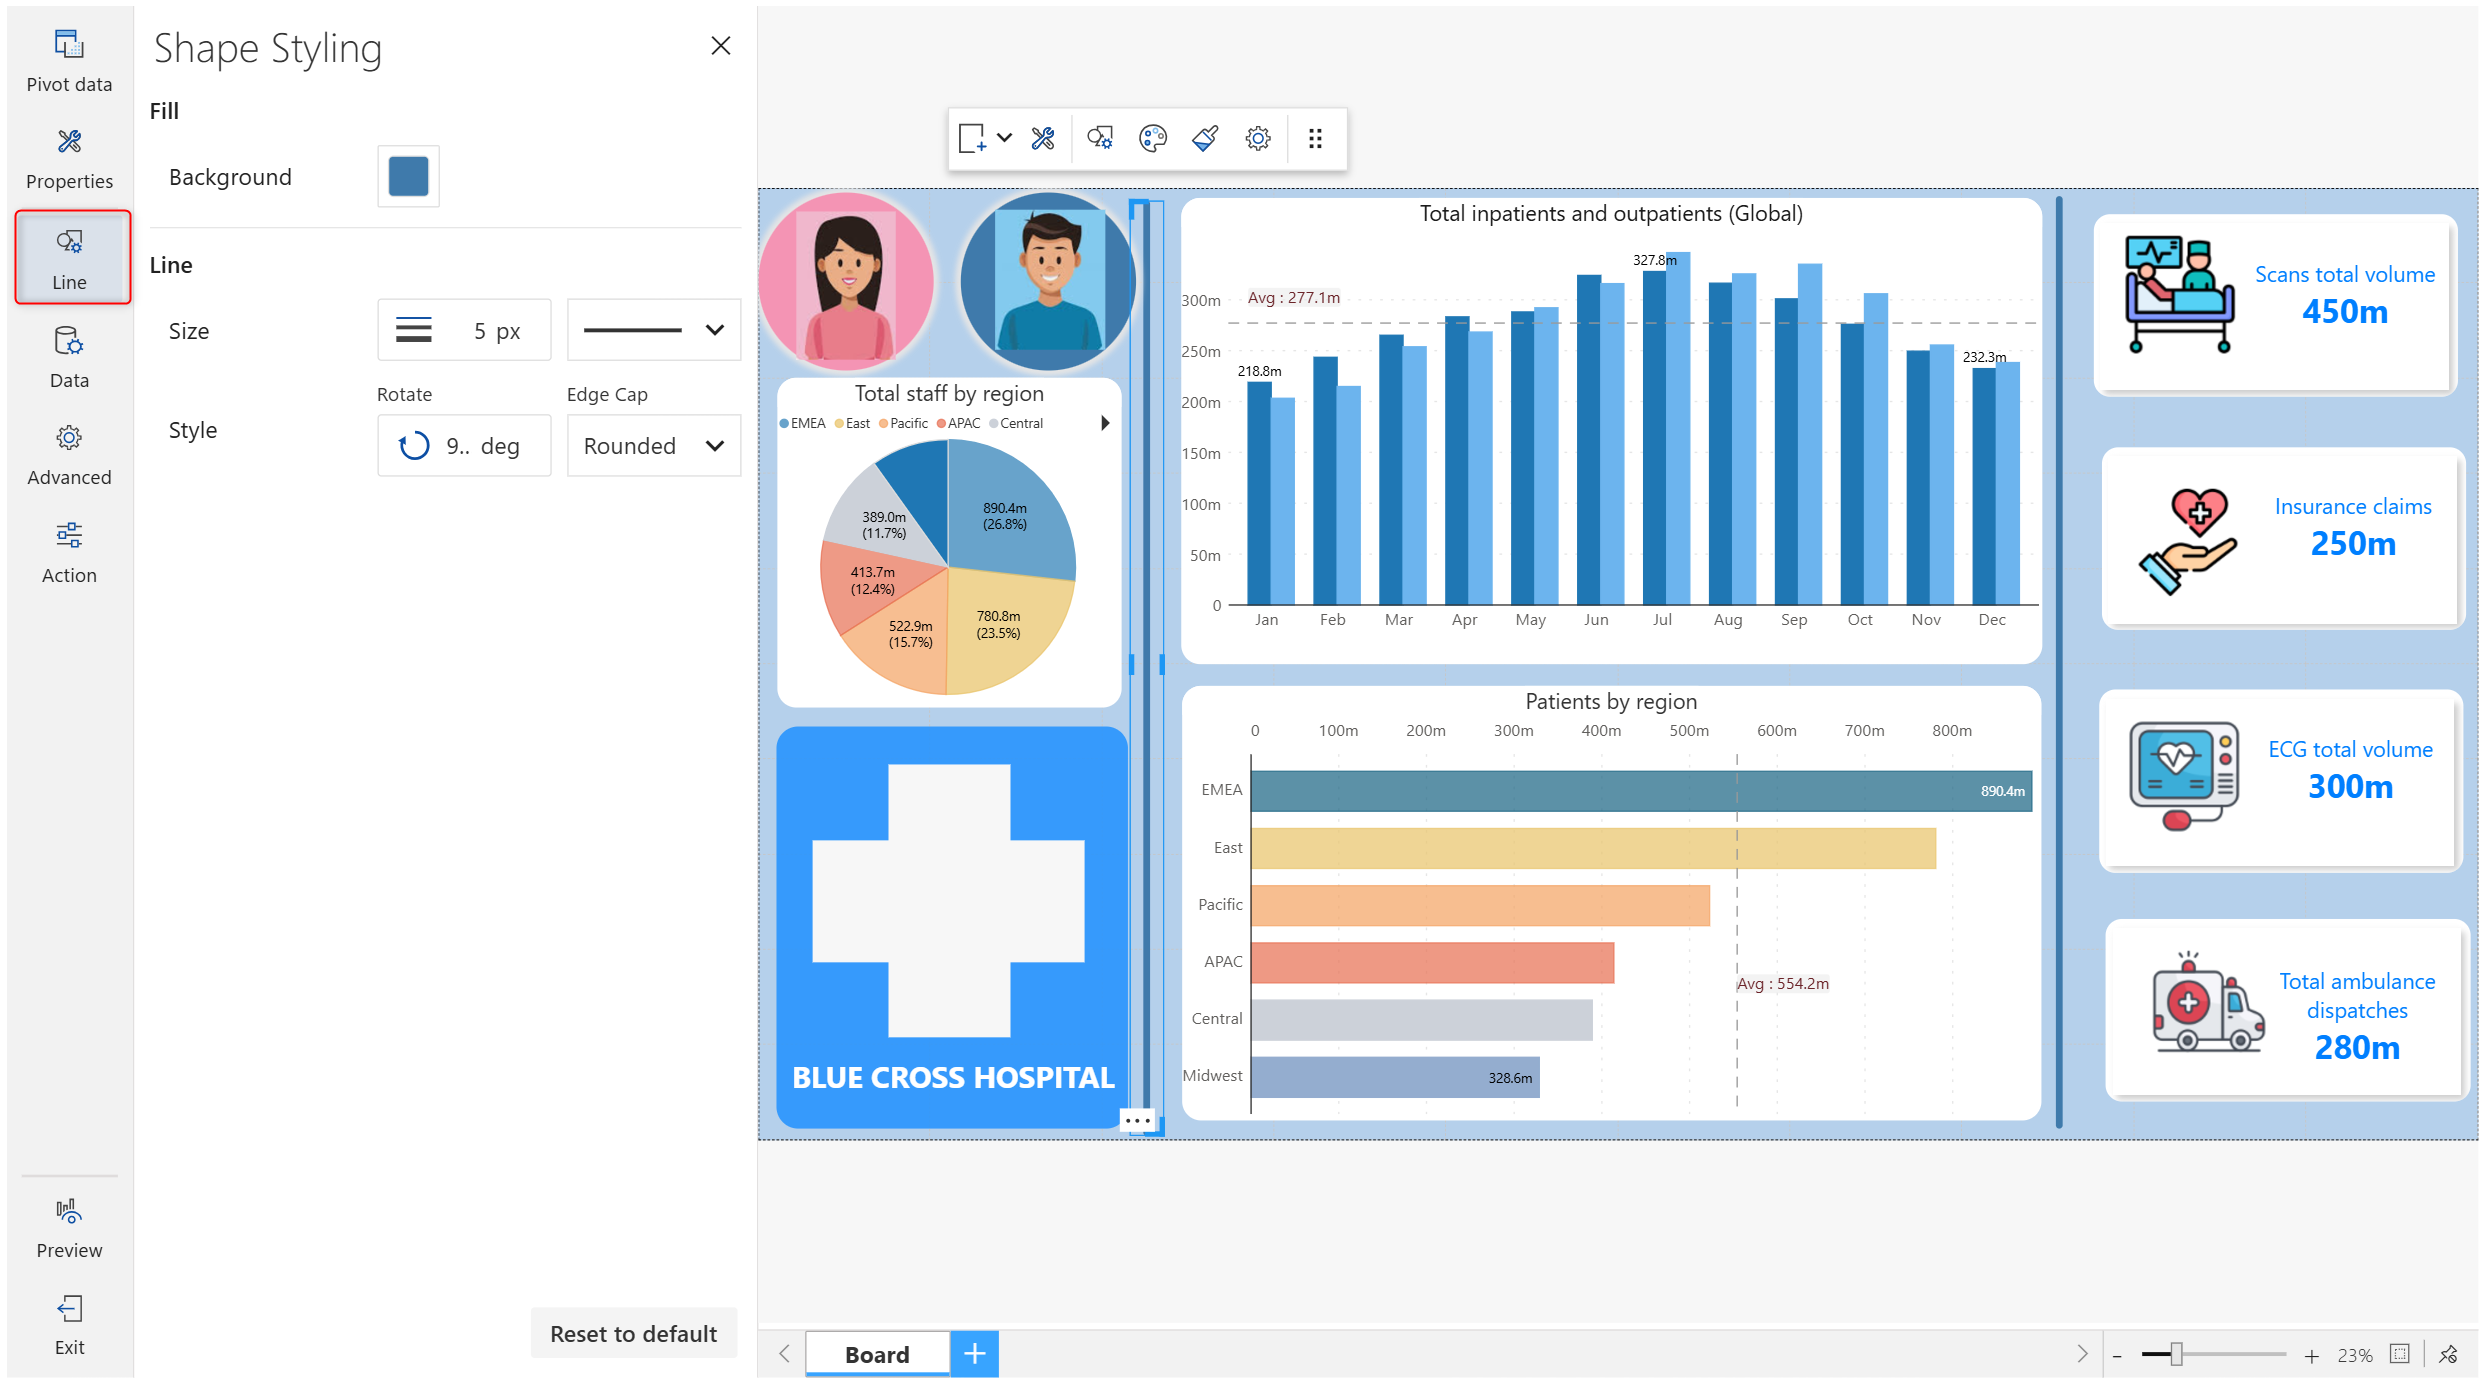 Pivot data
Properties
Line
Data
Advanced
Action
Preview
Exit
Shape Styling
Fill
Background
Line
Size
5 px
Rotate
Edge Cap
Style
9.. deg
Rounded
Reset to default
Total staff by region
EMEA East Pacific APAC Central
890.4m
(26.8%)
389.0m
(11.7%)
413.7m
(12.4%)
522.9m
(15.7%)
780.8m
(23.5%)
BLUE CROSS HOSPITAL
Total inpatients and outpatients (Global)
327.8m
Avg : 277.1m
218.8m
232.3m
300m
250m
200m
150m
100m
50m
0
Jan Feb Mar Apr May Jun Jul Aug Sep Oct Nov Dec
Patients by region
0 100m 200m 300m 400m 500m 600m 700m 800m
EMEA
890.4m
East
Pacific
APAC
Avg : 554.2m
Central
Midwest
328.6m
Scans total volume
450m
Insurance claims
250m
ECG total volume
300m
Total ambulance
dispatches
280m
Board
23%